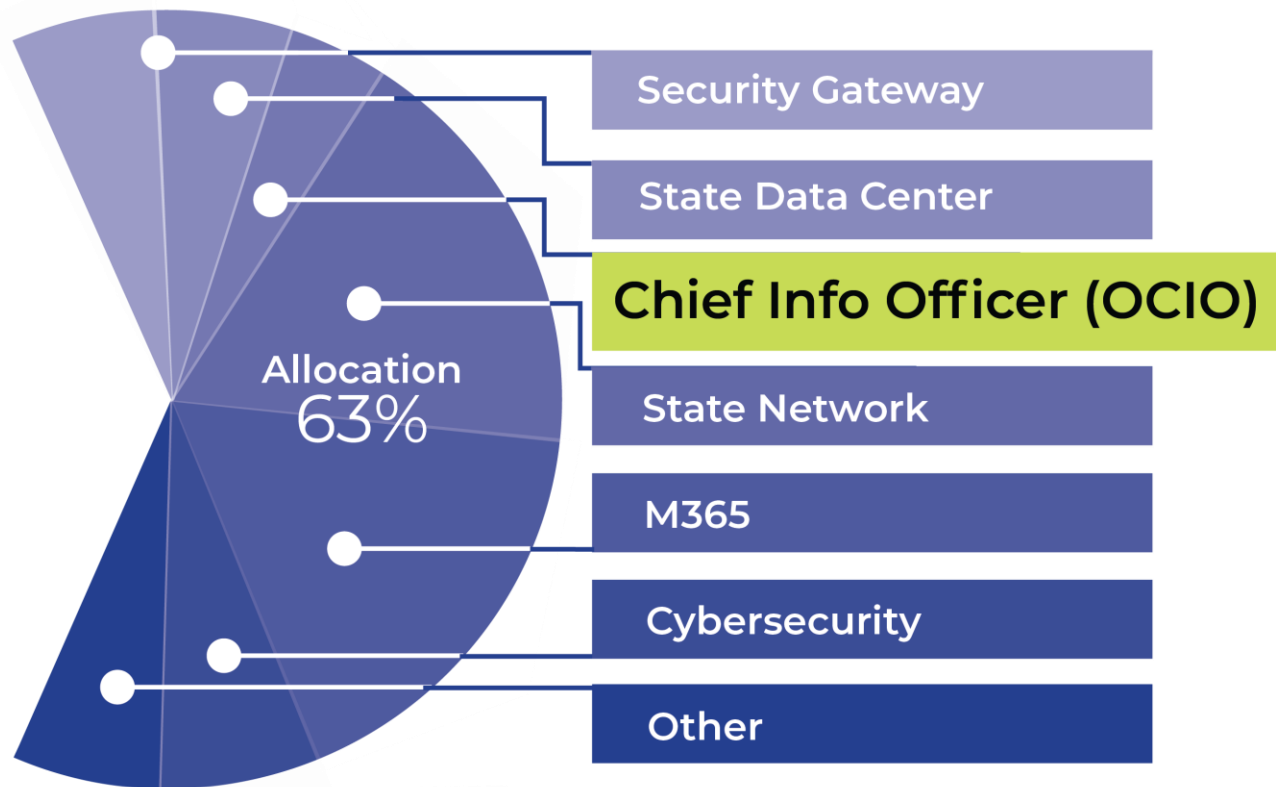 Security Gateway
State Data Center
Chief Info Officer (OCIO)
Allocation
63%
State Network
M365
Cybersecurity
Other